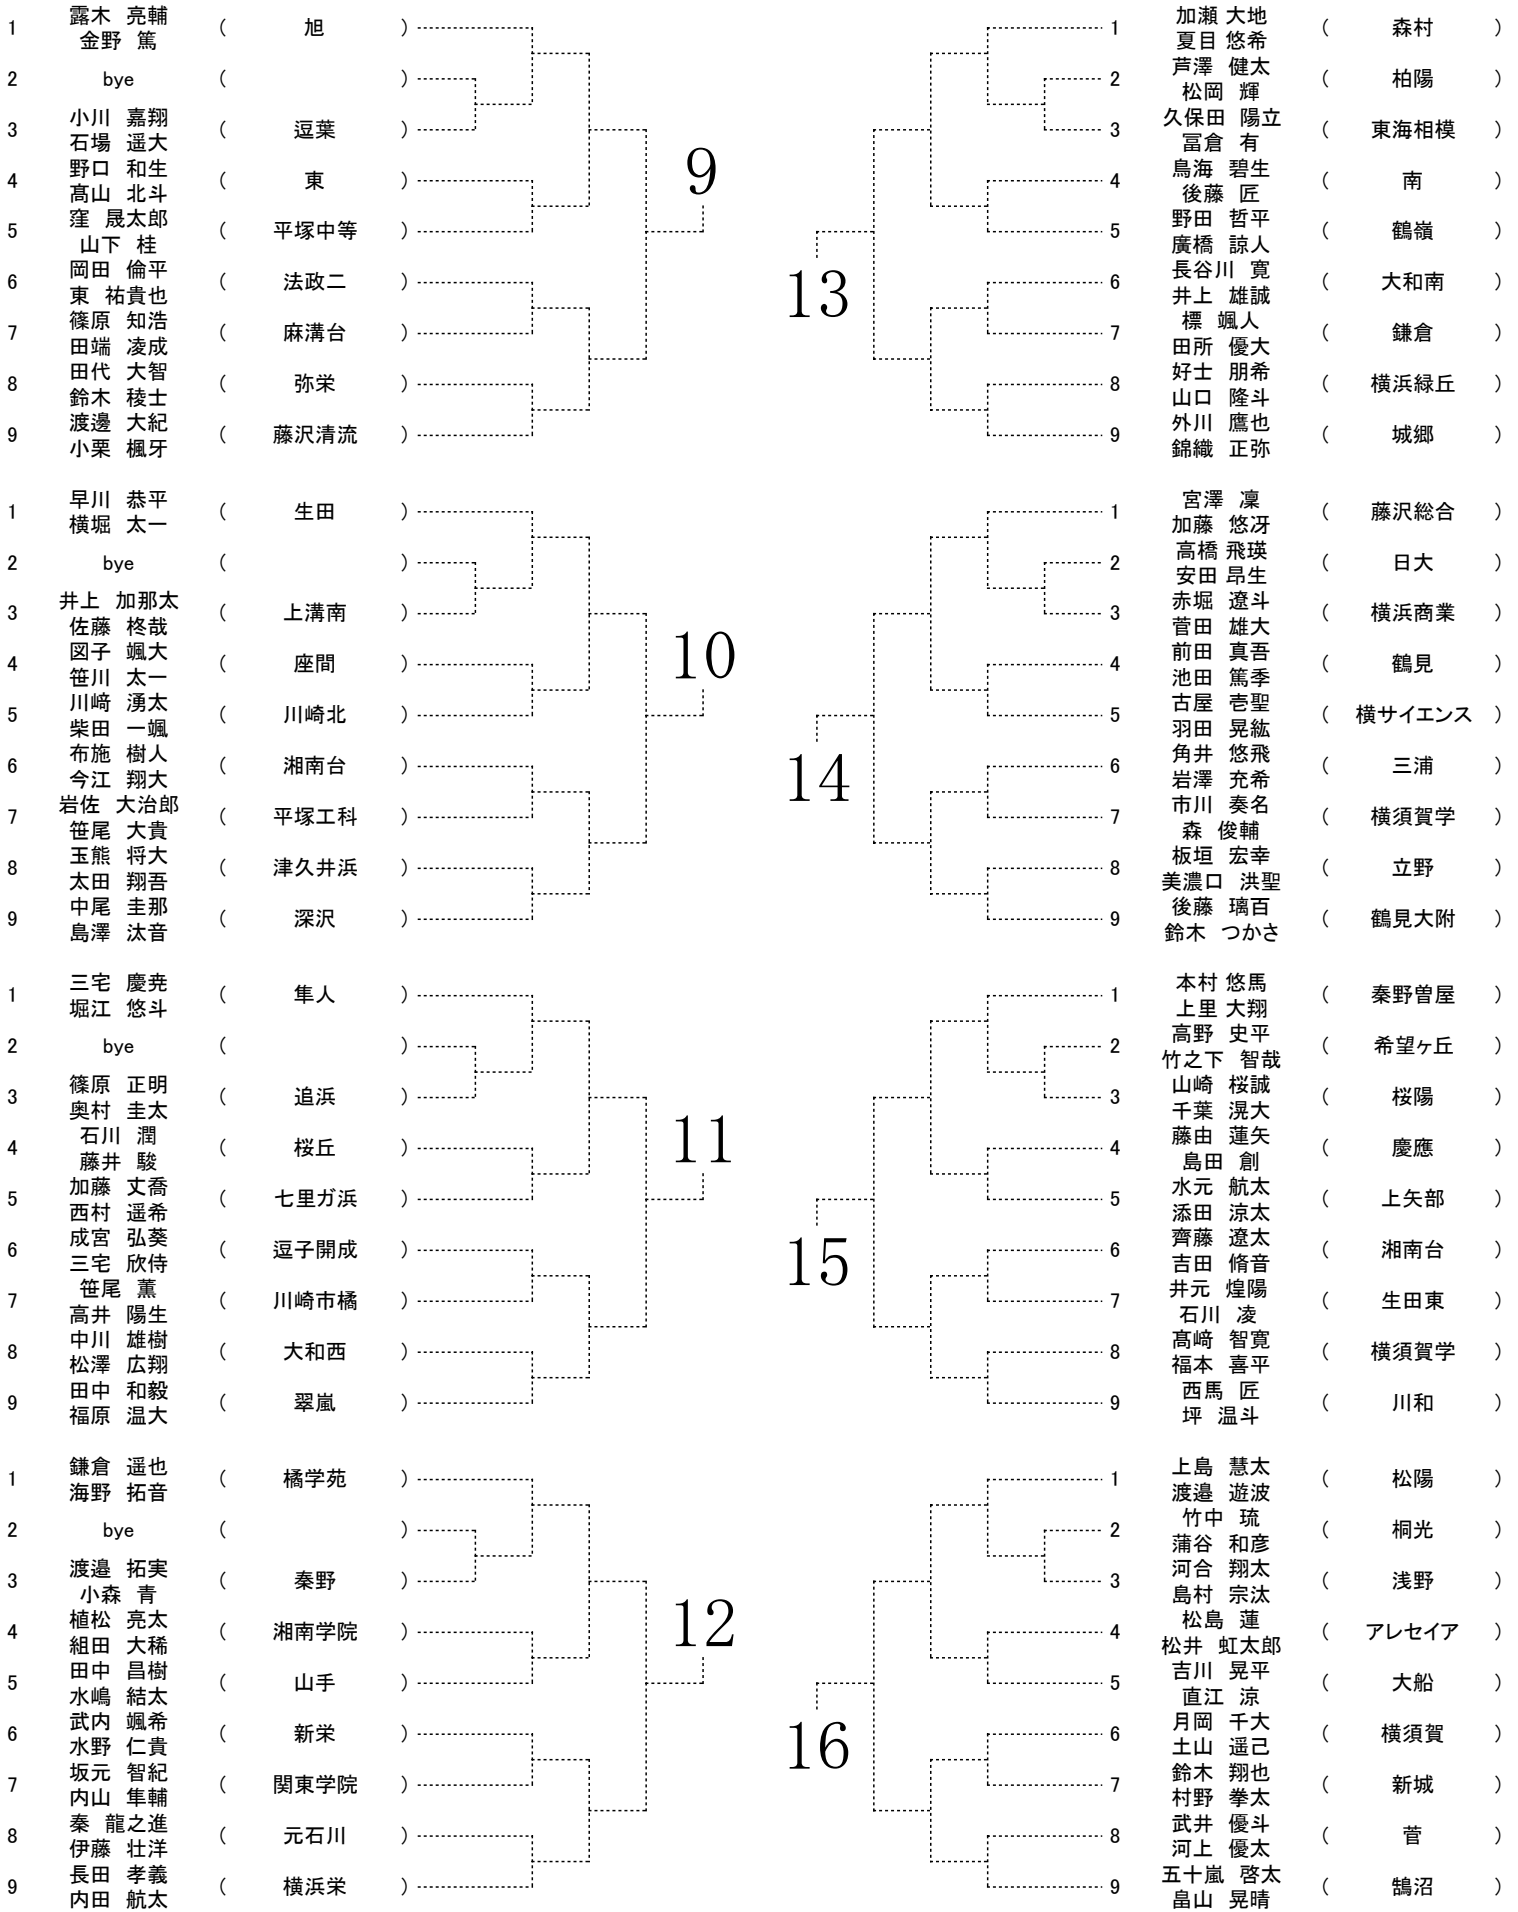 1 露木 亮輔 ( 旭 )
金野 篤
2 bye ( )
3 小川 嘉翔 ( 逗葉 )
石場 遥大
4 野口 和生 ( 東 )
髙山 北斗
5 窪 晟太郎 ( 平塚中等 )
山下 桂
6 岡田 倫平 ( 法政二 )
東 祐貴也
7 篠原 知浩 ( 麻溝台 )
田端 凌成
8 田代 大智 ( 弥栄 )
鈴木 稜士
9 渡邊 大紀 ( 藤沢清流 )
小栗 楓牙
9
1 早川 恭平 ( 生田 )
横堀 太一
2 bye ( )
3 井上 加那太 ( 上溝南 )
佐藤 柊哉
4 図子 颯大 ( 座間 )
笹川 太一
5 川﨑 湧太 ( 川崎北 )
柴田 一颯
6 布施 樹人 ( 湘南台 )
今江 翔大
7 岩佐 大治郎 ( 平塚工科 )
笹尾 大貴
8 玉熊 将大 ( 津久井浜 )
太田 翔吾
9 中尾 圭那 ( 深沢 )
島澤 汰音
10
1 三宅 慶尭 ( 隼人 )
堀江 悠斗
2 bye ( )
3 篠原 正明 ( 追浜 )
奥村 圭太
4 石川 潤 ( 桜丘 )
藤井 駿
5 加藤 丈喬 ( 七里ガ浜 )
西村 遥希
6 成宮 弘葵 ( 逗子開成 )
三宅 欣侍
7 笹尾 薫 ( 川崎市橘 )
高井 陽生
8 中川 雄樹 ( 大和西 )
松澤 広翔
9 田中 和毅 ( 翠嵐 )
福原 温大
11
1 鎌倉 遥也 ( 橘学苑 )
海野 拓音
2 bye ( )
3 渡邉 拓実 ( 秦野 )
小森 青
4 植松 亮太 ( 湘南学院 )
組田 大稀
5 田中 昌樹 ( 山手 )
水嶋 結太
6 武内 颯希 ( 新栄 )
水野 仁貴
7 坂元 智紀 ( 関東学院 )
内山 隼輔
8 秦 龍之進 ( 元石川 )
伊藤 壮洋
9 長田 孝義 ( 横浜栄 )
内田 航太
12
1 加瀬 大地 ( 森村 )
夏目 悠希
2 芦澤 健太 ( 柏陽 )
松岡 輝
3 久保田 陽立 ( 東海相模 )
冨倉 有
4 鳥海 碧生 ( 南 )
後藤 匠
5 野田 哲平 ( 鶴嶺 )
廣橋 諒人
6 長谷川 寛 ( 大和南 )
井上 雄誠
7 標 颯人 ( 鎌倉 )
田所 優大
8 好士 朋希 ( 横浜緑丘 )
山口 隆斗
9 外川 鷹也 ( 城郷 )
錦織 正弥
13
1 宮澤 凜 ( 藤沢総合 )
加藤 悠冴
2 高橋 飛瑛 ( 日大 )
安田 昂生
3 赤堀 遼斗 ( 横浜商業 )
菅田 雄大
4 前田 真吾 ( 鶴見 )
池田 篤季
5 古屋 壱聖 ( 横サイエンス )
羽田 晃紘
6 角井 悠飛 ( 三浦 )
岩澤 充希
7 市川 奏名 ( 横須賀学 )
森 俊輔
8 板垣 宏幸 ( 立野 )
美濃口 洪聖
9 後藤 璃百 ( 鶴見大附 )
鈴木 つかさ
14
1 本村 悠馬 ( 秦野曽屋 )
上里 大翔
2 高野 史平 ( 希望ヶ丘 )
竹之下 智哉
3 山崎 桜誠 ( 桜陽 )
千葉 滉大
4 藤由 蓮矢 ( 慶應 )
島田 創
5 水元 航太 ( 上矢部 )
添田 涼太
6 齊藤 遼太 ( 湘南台 )
吉田 脩音
7 井元 煌陽 ( 生田東 )
石川 凌
8 髙﨑 智寛 ( 横須賀学 )
福本 喜平
9 西馬 匠 ( 川和 )
坪 温斗
15
1 上島 慧太 ( 松陽 )
渡邉 遊波
2 竹中 琉 ( 桐光 )
蒲谷 和彦
3 河合 翔太 ( 浅野 )
島村 宗汰
4 松島 蓮 ( アレセイア )
松井 虹太郎
5 吉川 晃平 ( 大船 )
直江 涼
6 月岡 千大 ( 横須賀 )
土山 遥己
7 鈴木 翔也 ( 新城 )
村野 拳太
8 武井 優斗 ( 菅 )
河上 優太
9 五十嵐 啓太 ( 鵠沼 )
畠山 晃晴
16